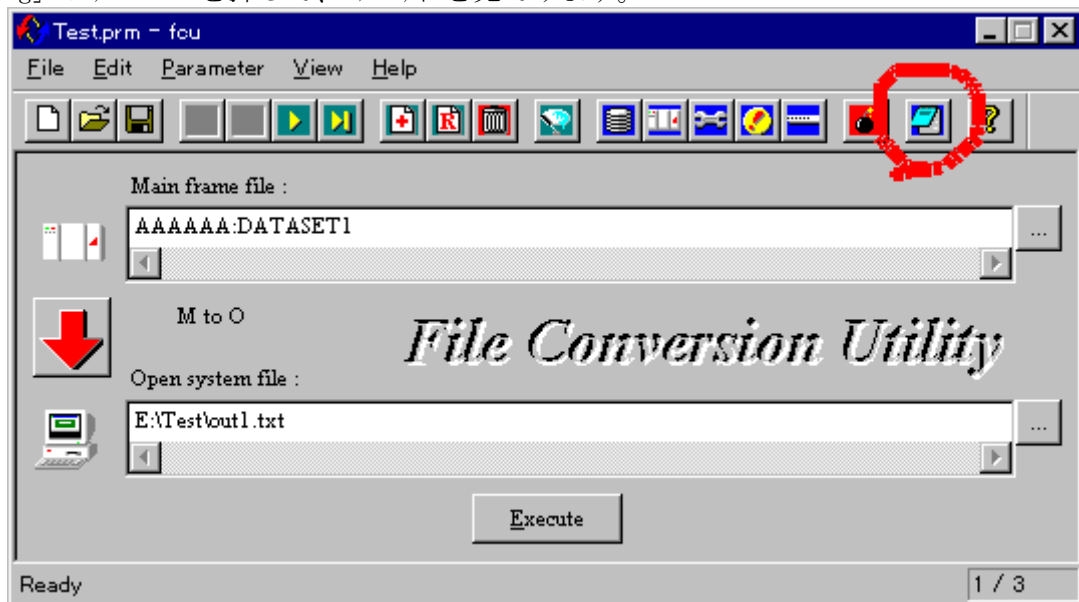 Test.prm - fcu
File Edit Parameter View Help
Main frame file :
AAAAAA:DATASET1
...
M to O
File Conversion Utility
Open system file :
E:\Test\out1.txt
...
Execute
Ready
1 / 3